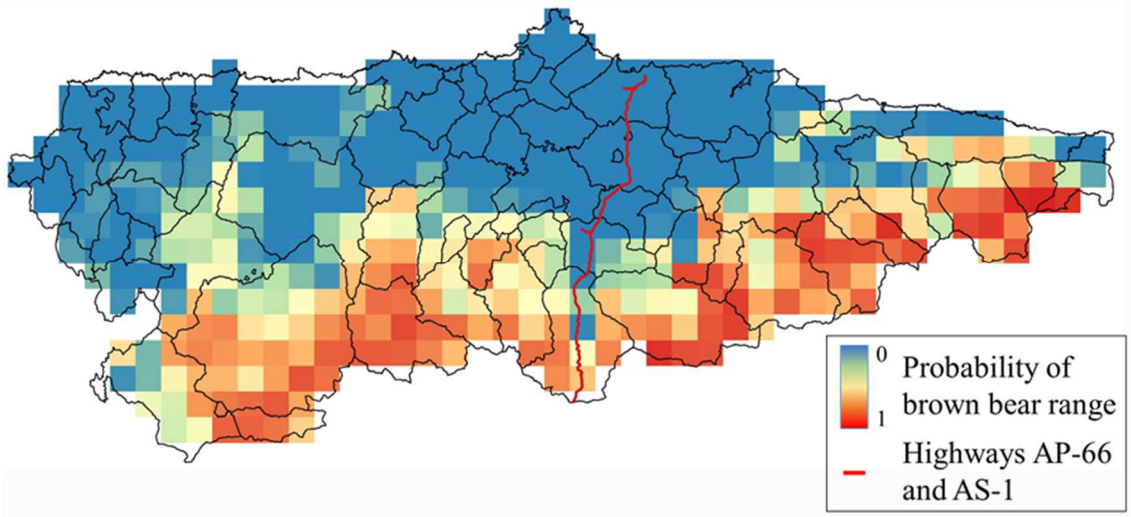 0
1
Probability of
brown bear range
Highways AP-66
and AS-1